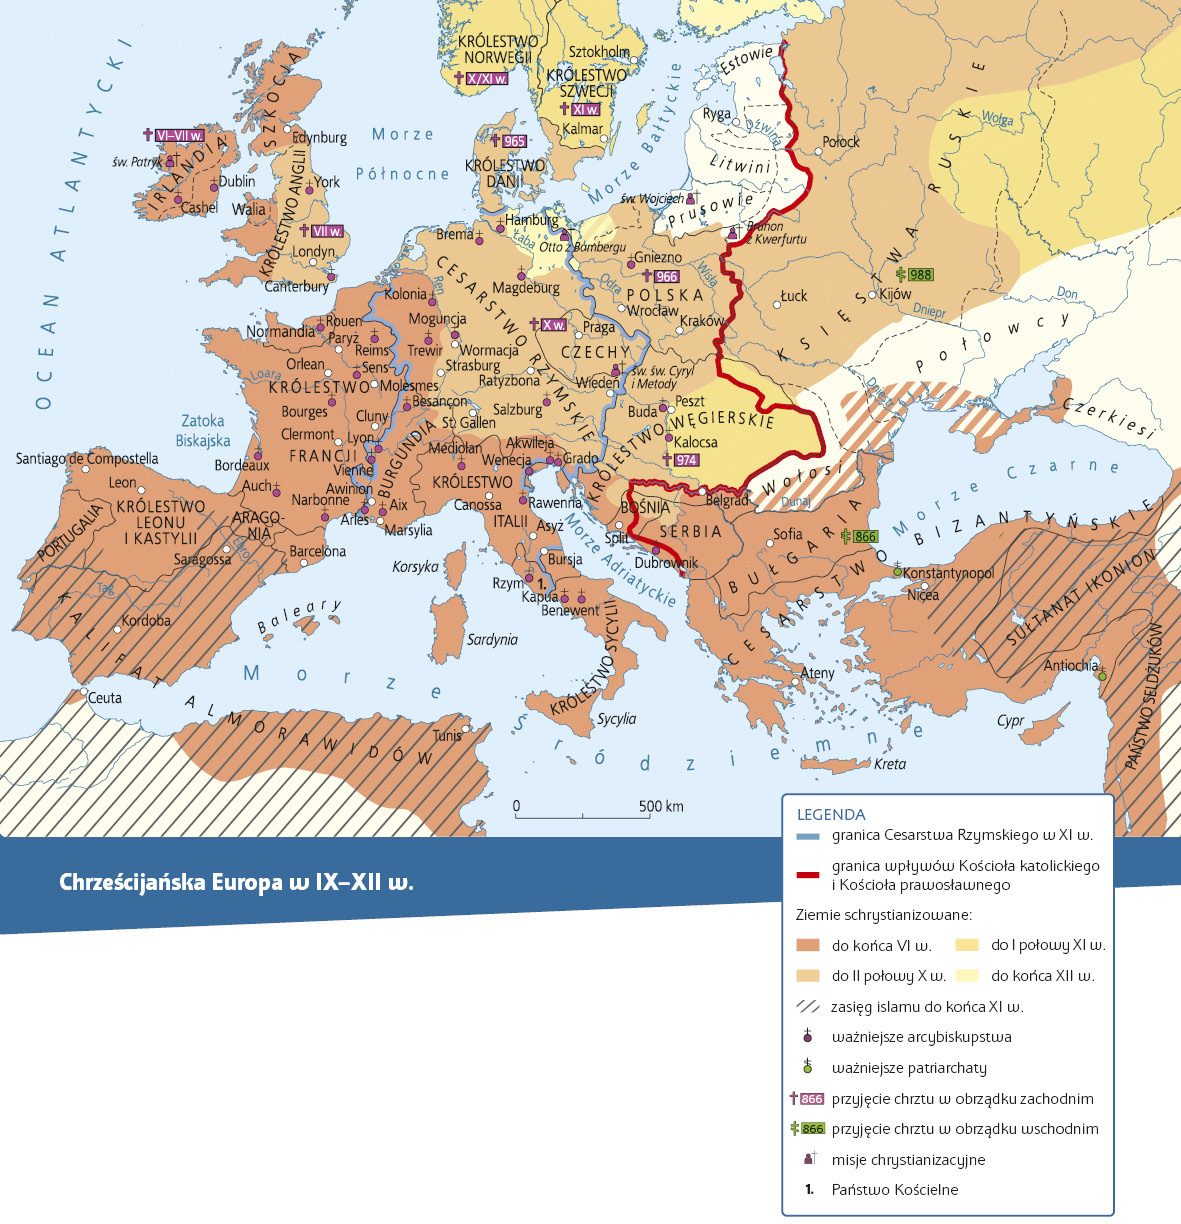 OCEAN ATLANTYCKI
KRÓLESTWO
NORWEGII
X/XI w.
Sztokholm
KRÓLESTWO
SZWECJI
XI w.
Kalmar
Estowie
Ryga
Dźwina
Połock
Wołga
Litwini
SZKOCJA
Edynburg
VI–VII w.
św. Patryk
IRLANDIA
Dublin
Cashel
Walia
York
KRÓLESTWO ANGLII
VII w.
Londyn
Canterbury
Morze
Północne
965
KRÓLESTWO
DANII
Morze Bałtyckie
św. Wojciech
Prusowie
Brunon
z Kwerfurtu
KSIĘSTWA RUSKIE
988
Kijów
Łuck
Dniepr
Don
Połowcy
Dniestr
Czerkiesi
Hamburg
Brema
Łaba
Otto z Bambergu
Gniezno
966
POLSKA
Wisła
Odra
Wrocław
Kraków
Magdeburg
CESARSTWO RZYMSKIE
Ren
Kolonia
Moguncja
X w.
Praga
CZECHY
św. św. Cyryl
i Metody
Wiedeń
Trewir
Wormacja
Strasburg
Ratyzbona
Salzburg
St. Gallen
Normandia
Rouen
Paryż
Reims
Orlean
Sens
Loara
KRÓLESTWO
FRANCJI
Molesmes
Besançon
Bourges
Cluny
Clermont
Lyon
Vienne
BURGUNDIA
Zatoka
Biskajska
Bordeaux
Auch
Awinion
Narbonne
Arles
Aix
Marsylia
Santiago de Compostella
Leon
KRÓLESTWO
LEONU
I KASTYLII
PORTUGALIA
ARAGO-
NIA
Saragossa
Ebro
Barcelona
Tag
Kordoba
KALIFAT ALMORAWIDÓW
Ceuta
Baleary
Tunis
Mediolan
Akwileja
Wenecja
Grado
KRÓLESTWO
ITALII
Canossa
Rawenna
Asyż
Bursja
Rzym
1.
Kapua
Benewent
Korsyka
Sardynia
KRÓLESTWO SYCYLII
Sycylia
Morze Adriatyckie
Buda
Peszt
KRÓLESTWO WĘGIERSKIE
Kalocsa
974
Wołosi
Dunaj
Belgrad
BOŚNIA
SERBIA
Split
Dubrownik
Sofia
BUŁGARIA
866
Morze Czarne
CESARSTWO BIZANTYŃSKIE
Konstantynopol
Nicea
SUŁTANAT IKONION
PAŃSTWO SELDŻUKÓW
Antiochia
Ateny
Kreta
Cypr
Morze Śródziemne
0
500 km
Chrześcijańska Europa w IX–XII w.
LEGENDA
granica Cesarstwa Rzymskiego w XI w.
granica wpływów Kościoła katolickiego
i Kościoła prawosławnego
Ziemie schrystianizowane:
do końca VI w.
do I połowy XI w.
do II połowy X w.
do końca XII w.
zasięg islamu do końca XI w.
ważniejsze arcybiskupstwa
ważniejsze patriarchaty
866 przyjęcie chrztu w obrządku zachodnim
866 przyjęcie chrztu w obrządku wschodnim
misje chrystianizacyjne
1. Państwo Kościelne